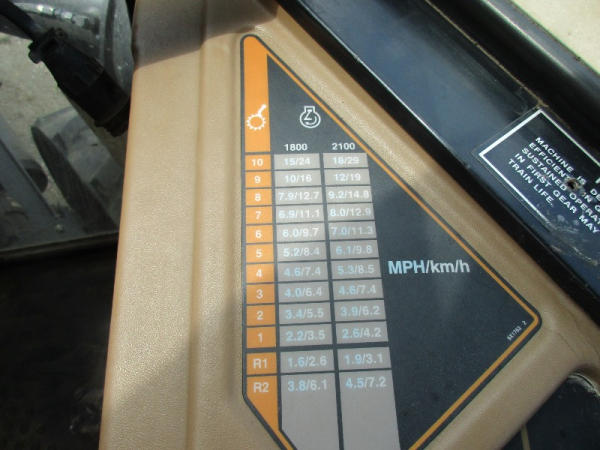 1800 2100
10 15/24 18/29
9 10/16 12/19
8 7.9/12.7 9.2/14.8
7 6.9/11.1 8.0/12.9
6 6.0/9.7 7.0/11.3
5 5.2/8.4 6.1/9.8
4 4.6/7.4 5.3/8.5
3 4.0/6.4 4.6/7.4
2 3.4/5.5 3.9/6.2
1 2.2/3.5 2.6/4.2
R1 1.6/2.6 1.9/3.1
R2 3.8/6.1 4.5/7.2
MPH/km/h
MACHINE IS DE
EFFICIENT
SUSTAINED OPERAT
IN FIRST GEAR MAY
TRAIN LIFE.